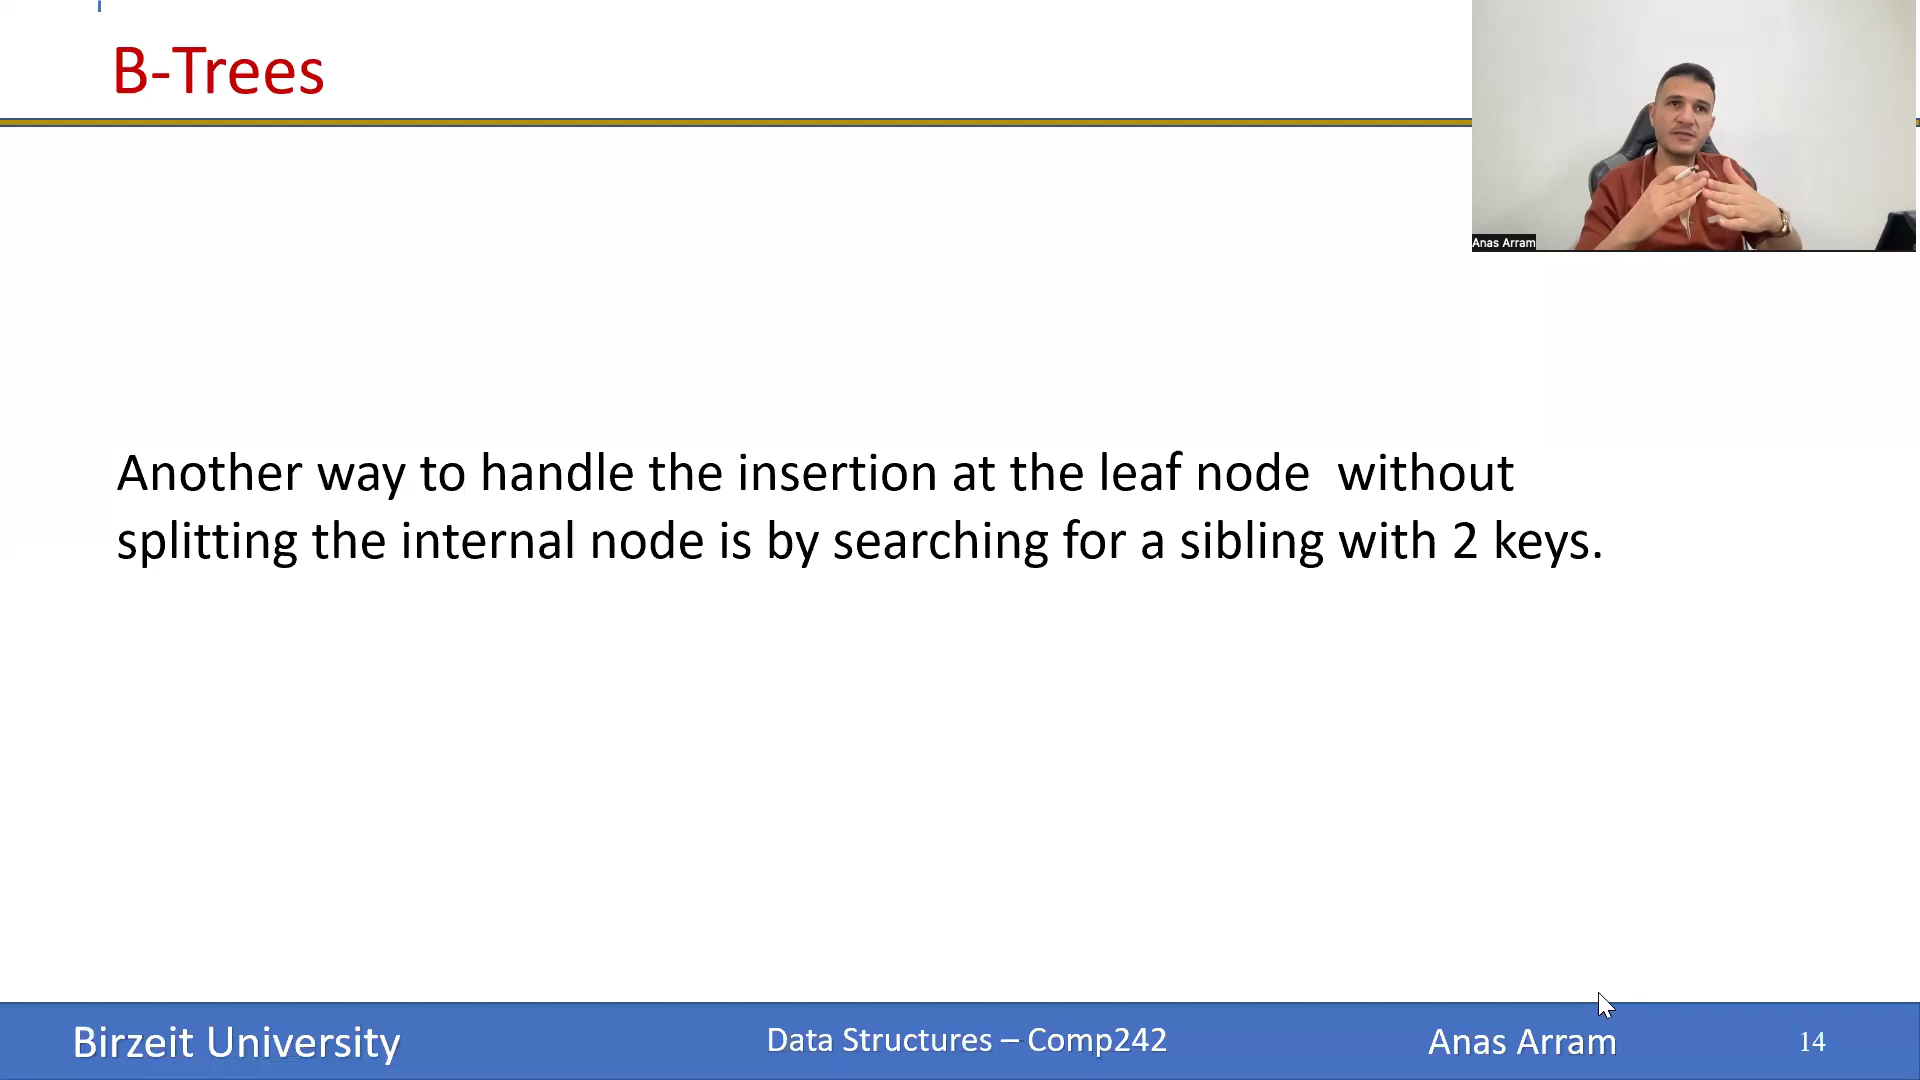 B-Trees
Anas Arram
Another way to handle the insertion at the leaf node  without
splitting the internal node is by searching for a sibling with 2 keys.
Birzeit University
Data Structures – Comp242
Anas Arram
14